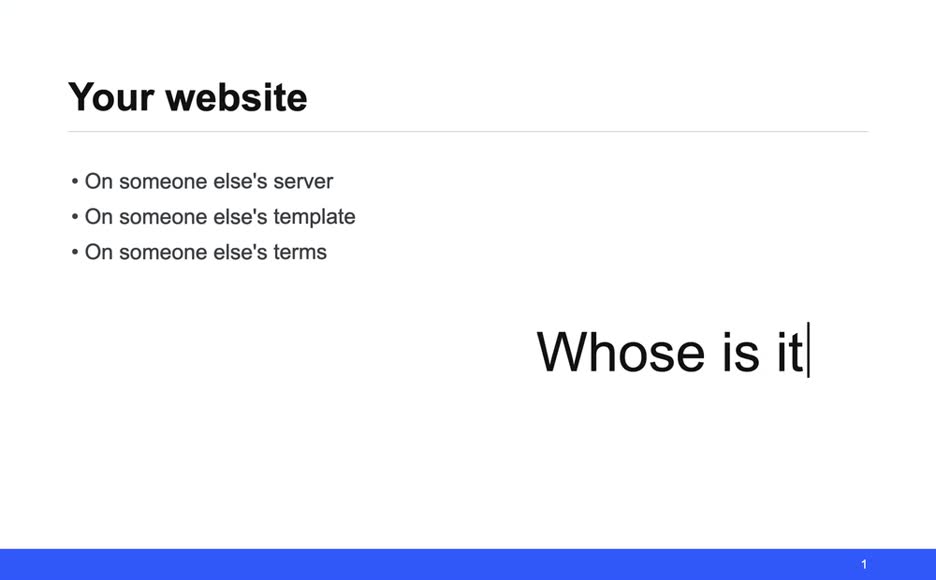 Your website
• On someone else's server
• On someone else's template
• On someone else's terms
Whose is it
1